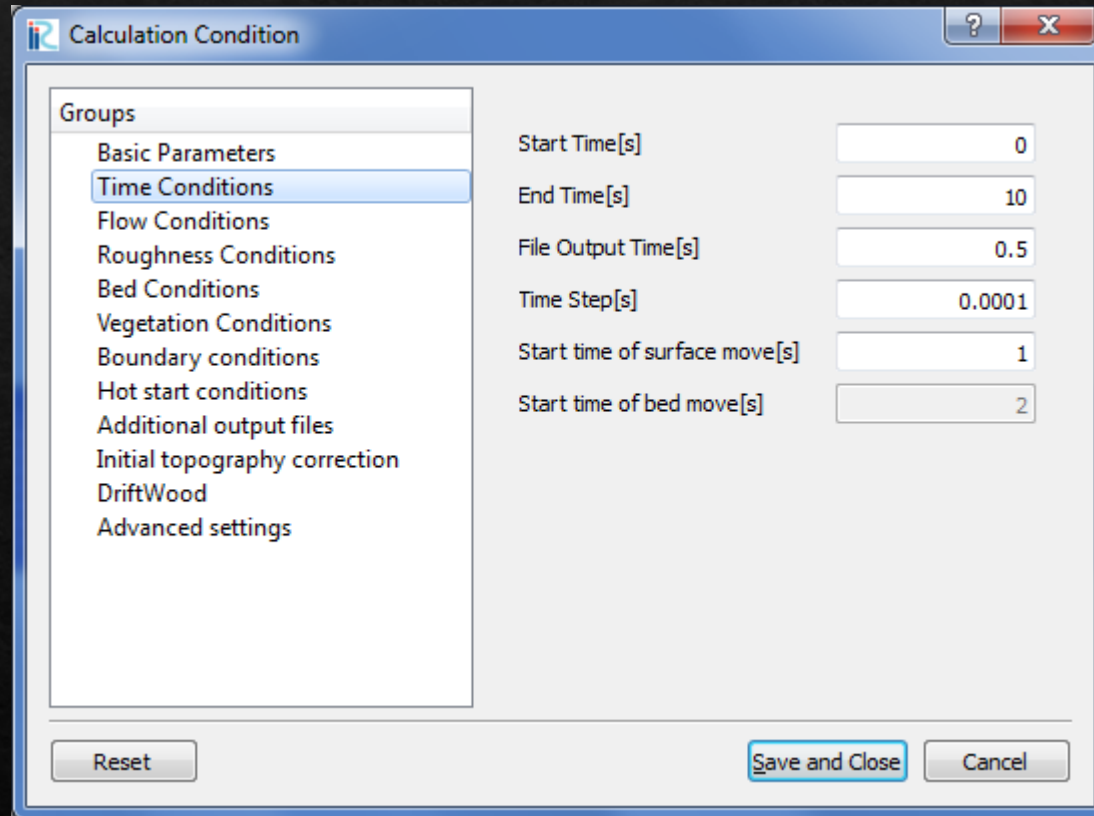 iRiC Calculation Condition
Groups
Basic Parameters
Time Conditions
Flow Conditions
Roughness Conditions
Bed Conditions
Vegetation Conditions
Boundary conditions
Hot start conditions
Additional output files
Initial topography correction
DriftWood
Advanced settings
Start Time[s] 0
End Time[s] 10
File Output Time[s] 0.5
Time Step[s] 0.0001
Start time of surface move[s] 1
Start time of bed move[s] 2
Reset Save and Close Cancel